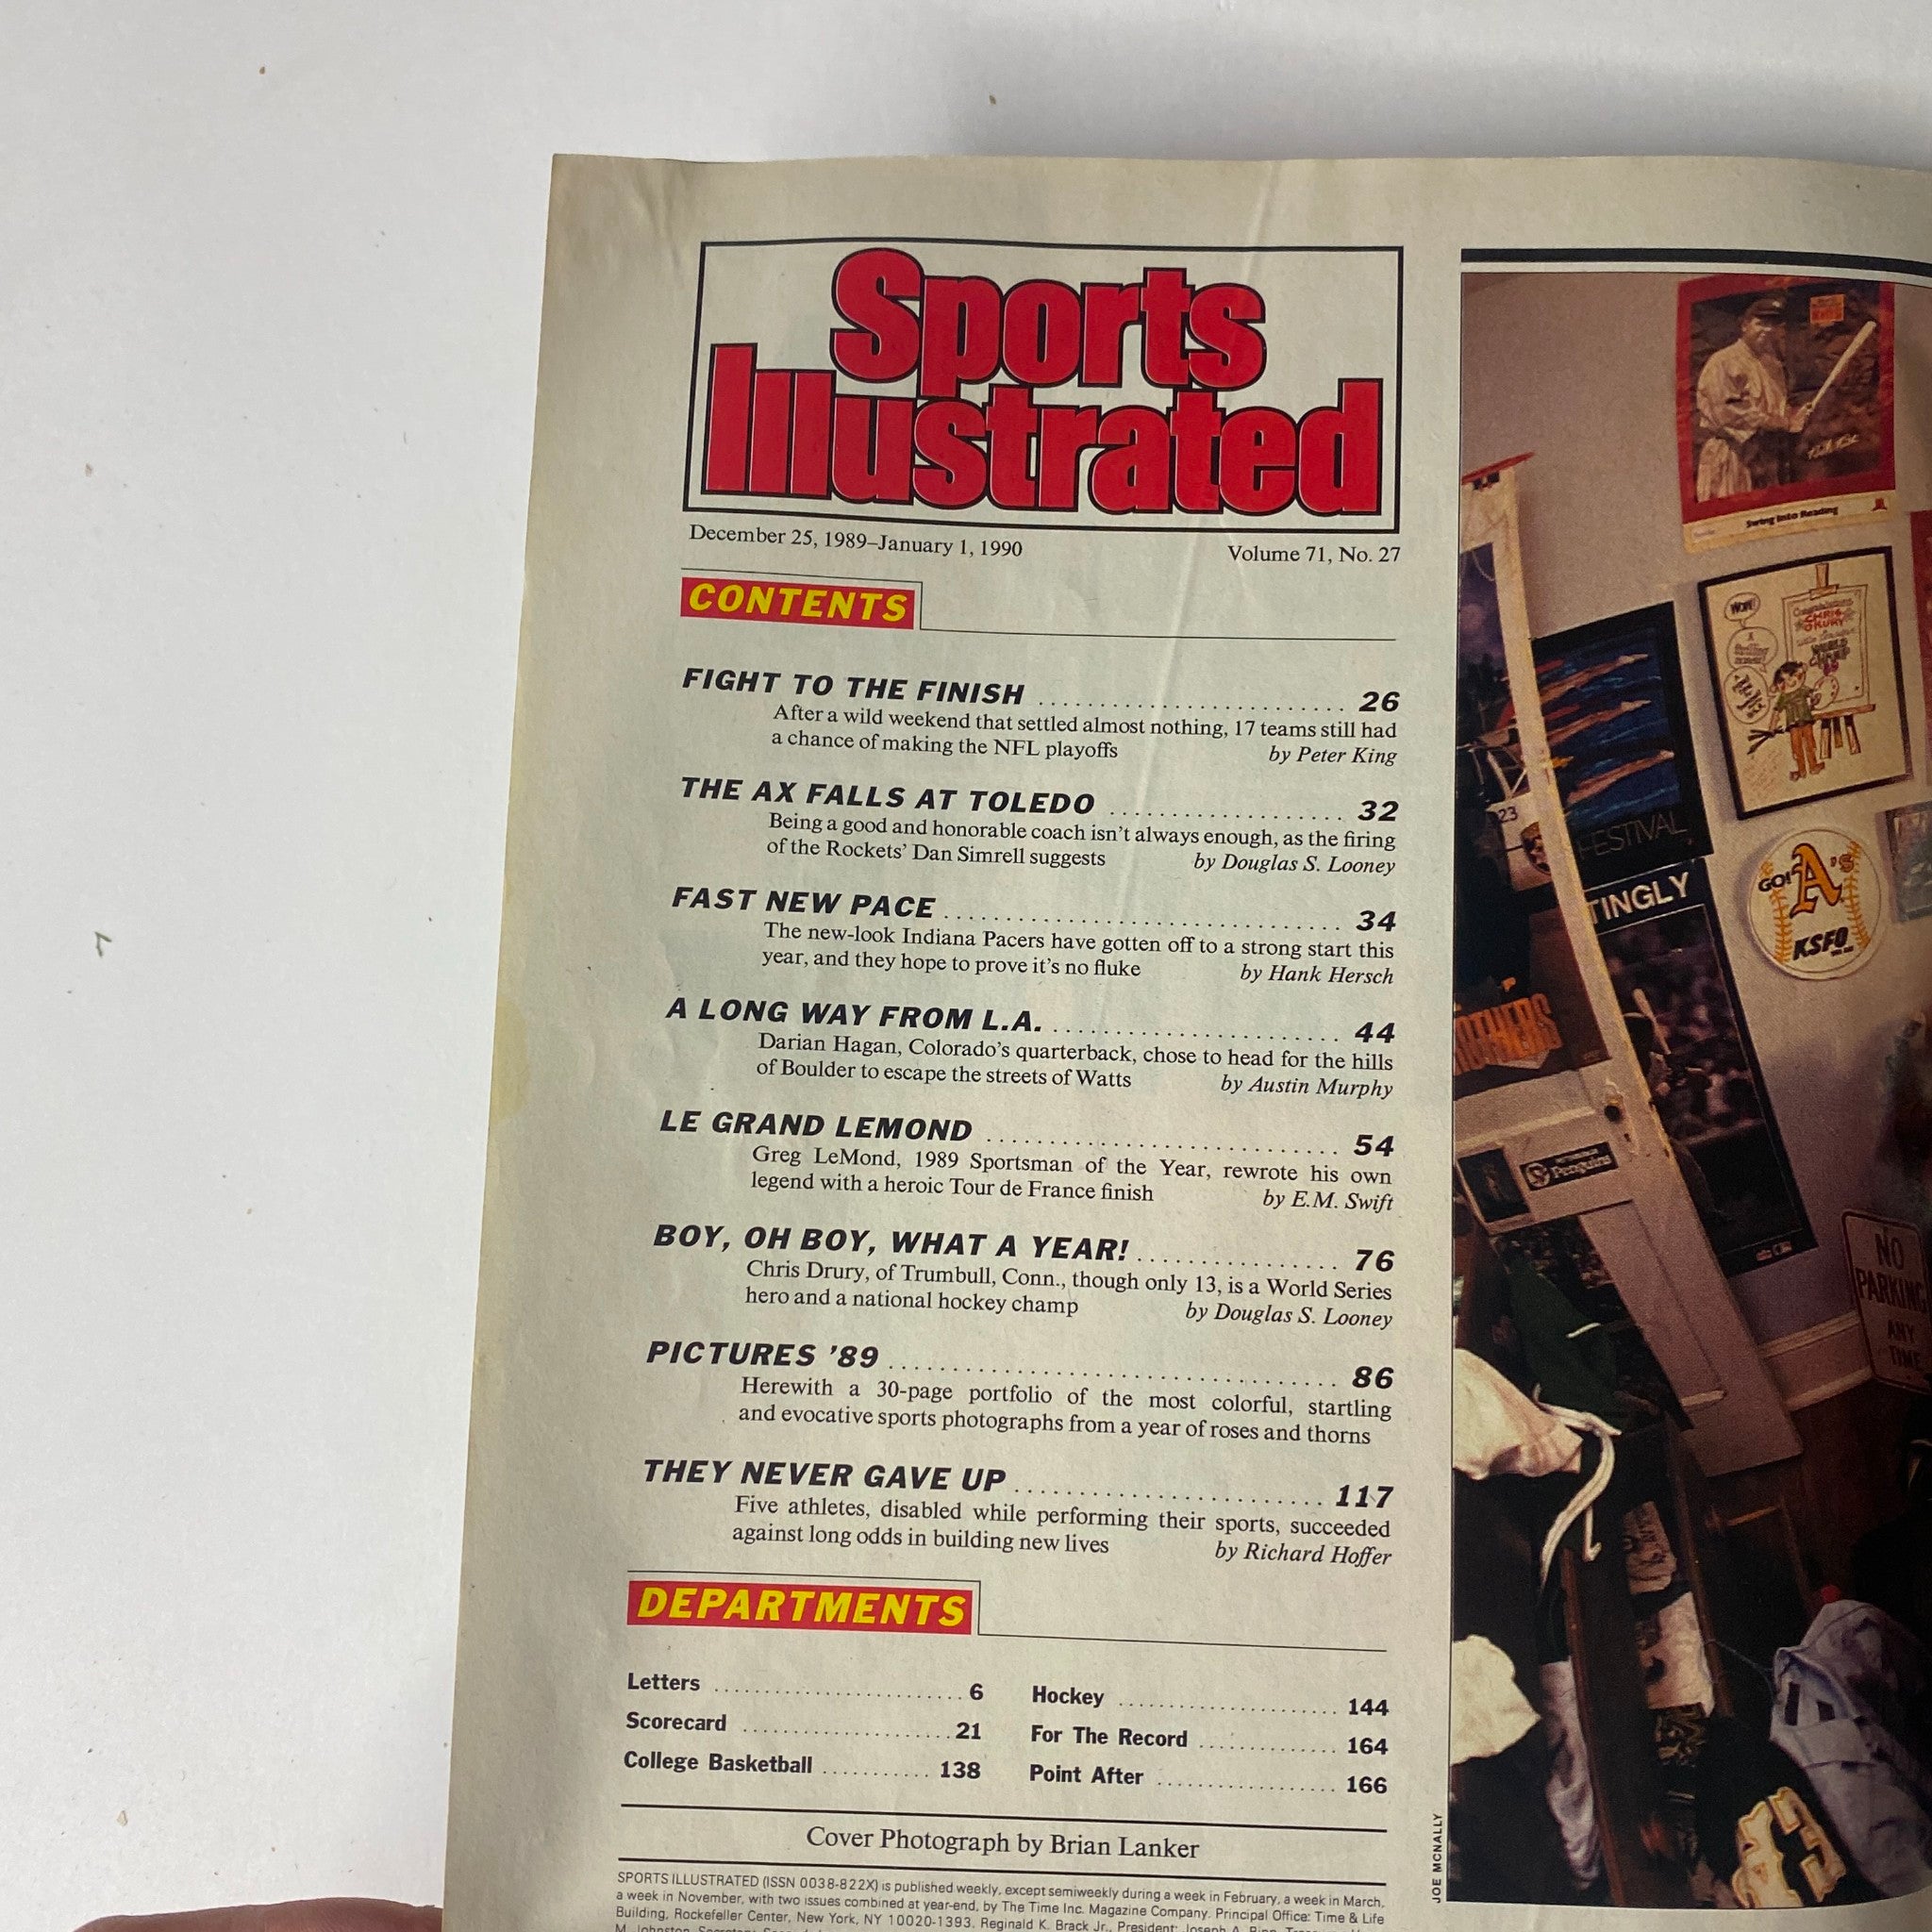 Sports
Illustrated
December 25, 1989–January 1, 1990 Volume 71, No. 27
CONTENTS
FIGHT TO THE FINISH 26
After a wild weekend that settled almost nothing, 17 teams still had
a chance of making the NFL playoffs by Peter King
THE AX FALLS AT TOLEDO 32
Being a good and honorable coach isn't always enough, as the firing
of the Rockets' Dan Simrell suggests by Douglas S. Looney
FAST NEW PACE 34
The new-look Indiana Pacers have gotten off to a strong start this
year, and they hope to prove it's no fluke by Hank Hersch
A LONG WAY FROM L.A. 44
Darian Hagan, Colorado's quarterback, chose to head for the hills
of Boulder to escape the streets of Watts by Austin Murphy
LE GRAND LEMOND 54
Greg LeMond, 1989 Sportsman of the Year, rewrote his own
legend with a heroic Tour de France finish by E.M. Swift
BOY, OH BOY, WHAT A YEAR! 76
Chris Drury, of Trumbull, Conn., though only 13, is a World Series
hero and a national hockey champ by Douglas S. Looney
PICTURES '89 86
Herewith a 30-page portfolio of the most colorful, startling
and evocative sports photographs from a year of roses and thorns
THEY NEVER GAVE UP 117
Five athletes, disabled while performing their sports, succeeded
against long odds in building new lives by Richard Hoffer
DEPARTMENTS
Letters 6
Scorecard 21
College Basketball 138
Hockey 144
For The Record 164
Point After 166
Cover Photograph by Brian Lanker
SPORTS ILLUSTRATED (ISSN 0038-822X) is published weekly, except semiweekly during a week in February, a week in March,
a week in November, with two issues combined at year-end, by The Time Inc. Magazine Company. Principal Office: Time & Life
Building, Rockefeller Center, New York, NY 10020-1393. Reginald K. Brack Jr., President; Joseph A.
JOE MCNALLY
Swing Into Reading
WOW!
CHRIS
DRURY
WORLD
23
FESTIVAL
TINGLY
GO! A's
KSFO
OTHERS
Penguins
NO
PARKING
ANY
TIME